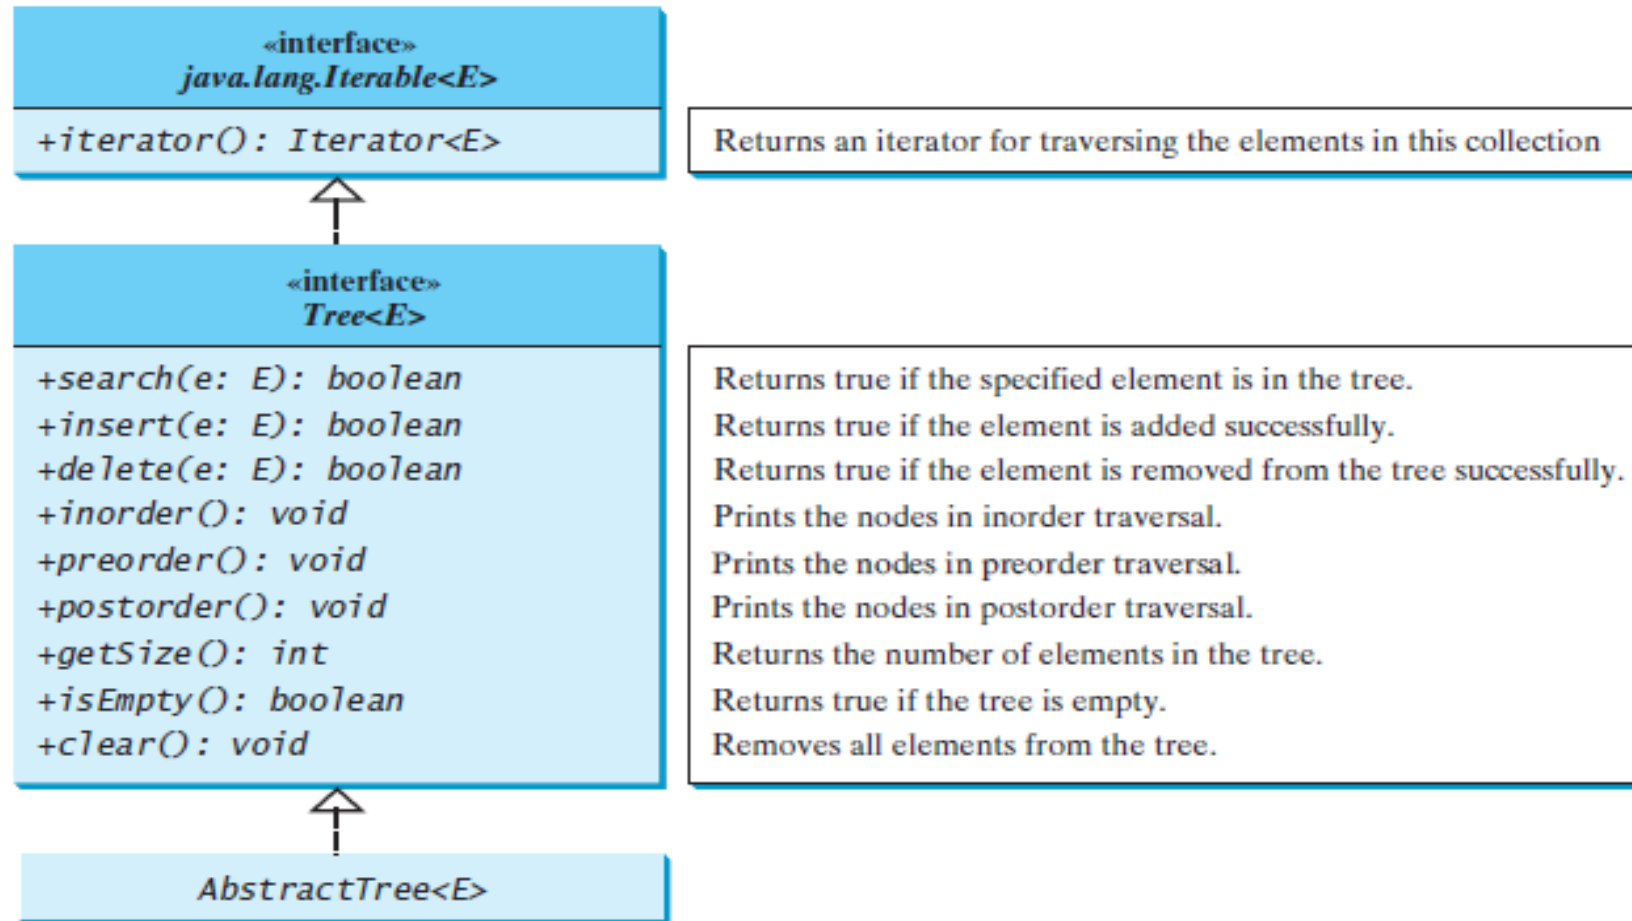 «interface»
java.lang.Iterable<E>
+iterator(): Iterator<E>
Returns an iterator for traversing the elements in this collection
«interface»
Tree<E>
+search(e: E): boolean
Returns true if the specified element is in the tree.
+insert(e: E): boolean
Returns true if the element is added successfully.
+delete(e: E): boolean
Returns true if the element is removed from the tree successfully.
+inorder(): void
Prints the nodes in inorder traversal.
+preorder(): void
Prints the nodes in preorder traversal.
+postorder(): void
Prints the nodes in postorder traversal.
+getSize(): int
Returns the number of elements in the tree.
+isEmpty(): boolean
Returns true if the tree is empty.
+clear(): void
Removes all elements from the tree.
AbstractTree<E>